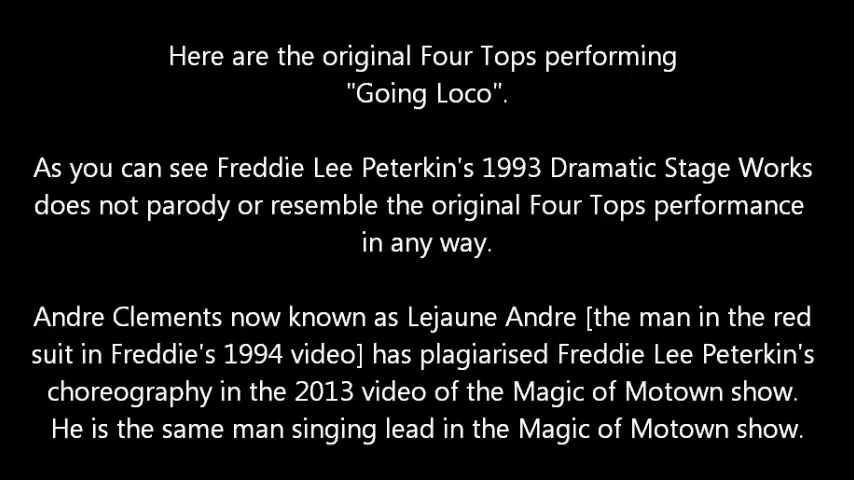 Here are the original Four Tops performing
"Going Loco".
As you can see Freddie Lee Peterkin's 1993 Dramatic Stage Works
does not parody or resemble the original Four Tops performance
in any way.
Andre Clements now known as Lejaune Andre [the man in the red
suit in Freddie's 1994 video] has plagiarised Freddie Lee Peterkin's
choreography in the 2013 video of the Magic of Motown show.
He is the same man singing lead in the Magic of Motown show.